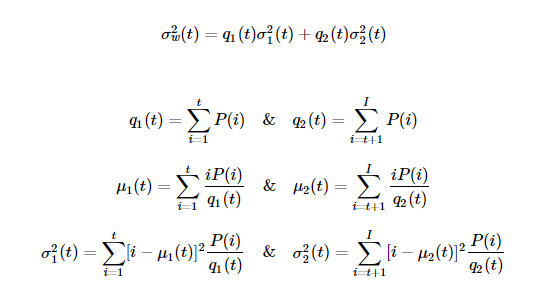 σ_w^2(t) = q_1(t)σ_1^2(t) + q_2(t)σ_2^2(t)
q_1(t) = \sum_{i=1}^{t} P(i) & q_2(t) = \sum_{i=t+1}^{I} P(i)
μ_1(t) = \sum_{i=1}^{t} \frac{iP(i)}{q_1(t)} & μ_2(t) = \sum_{i=t+1}^{I} \frac{iP(i)}{q_2(t)}
σ_1^2(t) = \sum_{i=1}^{t} [i − μ_1(t)]^2 \frac{P(i)}{q_1(t)} & σ_2^2(t) = \sum_{i=t+1}^{I} [i − μ_2(t)]^2 \frac{P(i)}{q_2(t)}